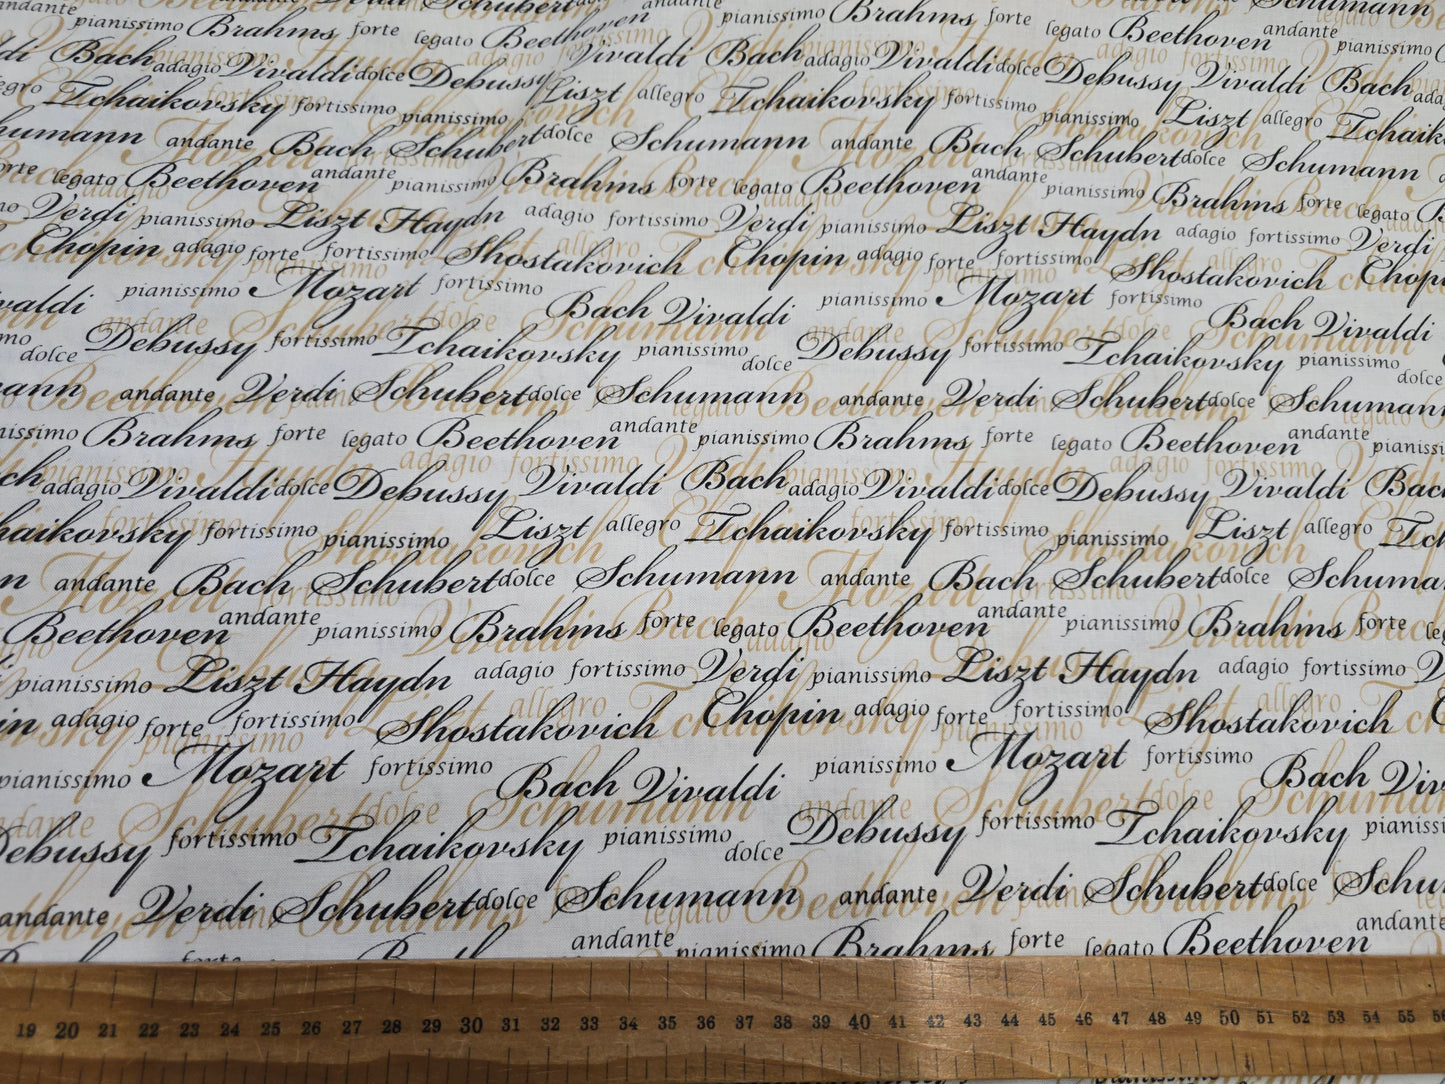 andante Schubert dolce andante Schumann
pianissimo Brahms forte legato Beethoven pianissimo Brahms forte legato Beethoven andante pianissimo
Bach adagio Vivaldi dolce Debussy Vivaldi Bach adagio Vivaldi dolce Debussy Vivaldi Bach
Tchaikovsky fortissimo pianissimo Liszt allegro Tchaikovsky fortissimo pianissimo Liszt allegro
andante Bach Schubert dolce Schumann andante Bach Schubert dolce Schumann
legato Beethoven andante pianissimo Brahms forte legato Beethoven andante pianissimo Brahms forte legato
Verdi pianissimo Liszt Haydn adagio fortissimo Verdi pianissimo Liszt Haydn adagio fortissimo Verdi
Chopin adagio forte fortissimo Shostakovich Chopin adagio forte fortissimo Shostakovich
pianissimo Mozart fortissimo Bach Vivaldi pianissimo Mozart fortissimo Bach Vivaldi
dolce Debussy fortissimo Tchaikovsky pianissimo dolce Debussy fortissimo Tchaikovsky pianissimo dolce
andante Verdi Schubert dolce Schumann andante Verdi Schubert dolce Schumann
Brahms forte legato Beethoven andante pianissimo Brahms forte legato Beethoven andante
adagio Vivaldi dolce Debussy Vivaldi Bach adagio Vivaldi dolce Debussy Vivaldi
fortissimo pianissimo Liszt allegro Tchaikovsky fortissimo pianissimo Liszt allegro
andante Bach Schubert dolce Schumann andante Bach Schubert dolce
Beethoven andante pianissimo Brahms forte legato Beethoven andante pianissimo Brahms forte
pianissimo Liszt Haydn adagio fortissimo Verdi pianissimo Liszt Haydn adagio fortissimo
adagio forte fortissimo Shostakovich Chopin adagio forte fortissimo Shostakovich
pianissimo Mozart fortissimo Bach Vivaldi pianissimo Mozart fortissimo Bach
Debussy fortissimo Tchaikovsky pianissimo dolce Debussy fortissimo Tchaikovsky
andante Verdi Schubert dolce Schumann andante Verdi Schubert dolce
andante pianissimo Brahms forte legato Beethoven andante
19 20 21 22 23 24 25 26 27 28 29 30 31 32 33 34 35 36 37 38 39 40 41 42 43 44 45 46 47 48 49 50 51 52 53 54 55 56